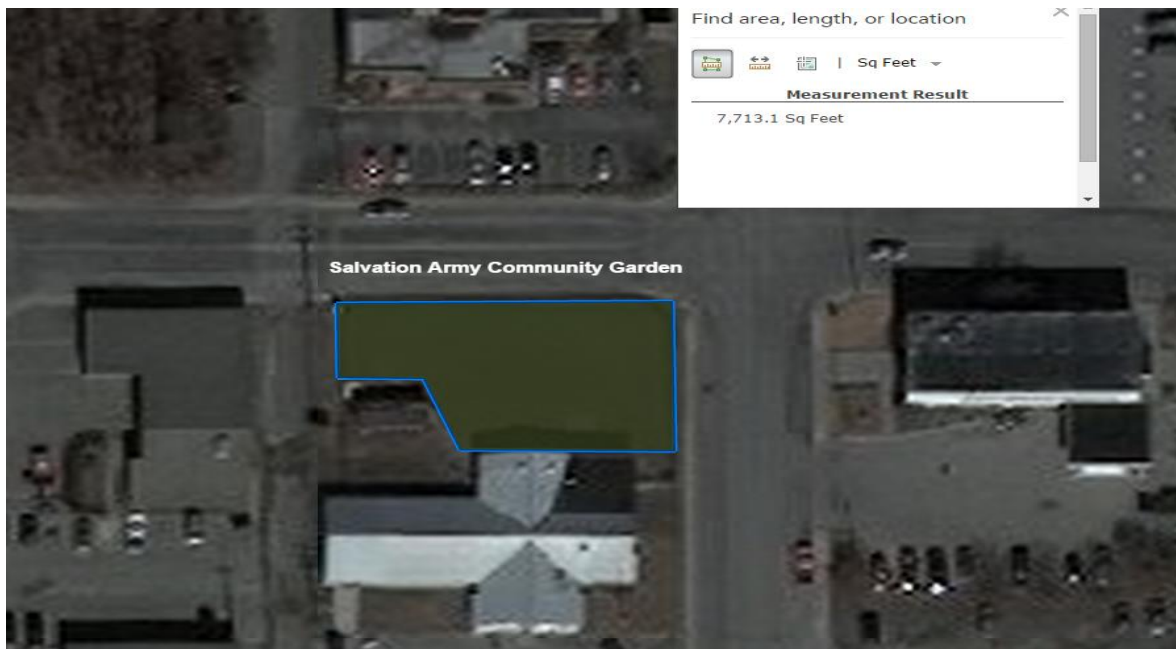 Find area, length, or location
Sq Feet
Measurement Result
7,713.1 Sq Feet
Salvation Army Community Garden